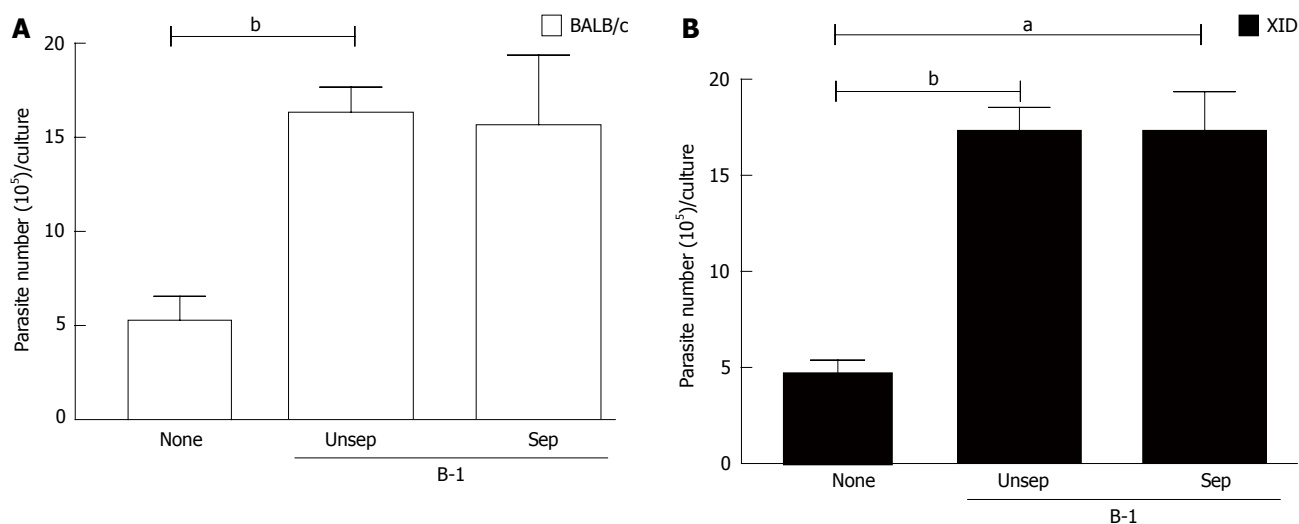 A
b
BALB/c
Parasite number (10⁵)/culture
20
15
10
5
0
None
Unsep
Sep
B-1
B
a
XID
b
Parasite number (10⁵)/culture
20
15
10
5
0
None
Unsep
Sep
B-1